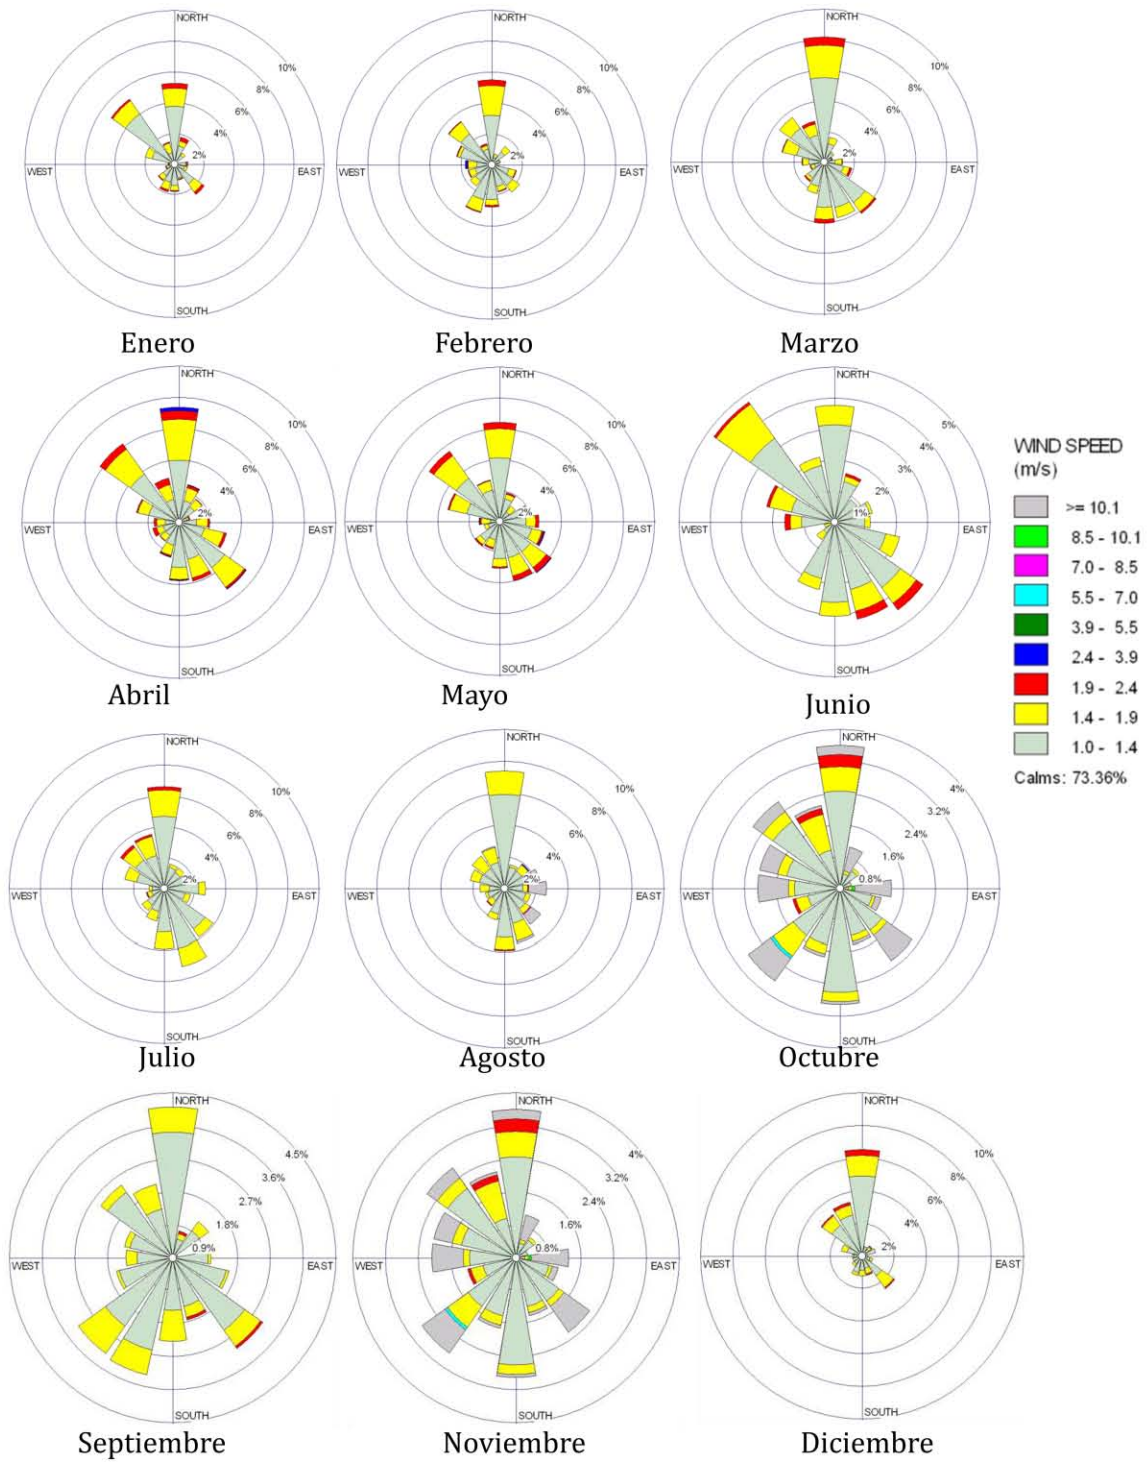 NORTH
10%
8%
6%
4%
2%
WEST
EAST
SOUTH
Enero
NORTH
10%
8%
6%
4%
2%
WEST
EAST
SOUTH
Febrero
NORTH
10%
8%
6%
4%
2%
WEST
EAST
SOUTH
Marzo
NORTH
10%
8%
6%
4%
2%
WEST
EAST
SOUTH
Abril
NORTH
10%
8%
6%
4%
2%
WEST
EAST
SOUTH
Mayo
NORTH
5%
4%
3%
2%
1%
WEST
EAST
SOUTH
Junio
WIND SPEED
(m/s)
>= 10.1
8.5 - 10.1
7.0 - 8.5
5.5 - 7.0
3.9 - 5.5
2.4 - 3.9
1.9 - 2.4
1.4 - 1.9
1.0 - 1.4
Calms: 73.36%
NORTH
10%
8%
6%
4%
2%
WEST
EAST
SOUTH
Julio
NORTH
10%
8%
6%
4%
2%
WEST
EAST
SOUTH
Agosto
NORTH
4%
3.2%
2.4%
1.6%
0.8%
WEST
EAST
SOUTH
Octubre
NORTH
4.5%
3.6%
2.7%
1.8%
0.9%
WEST
EAST
SOUTH
Septiembre
NORTH
4%
3.2%
2.4%
1.6%
0.8%
WEST
EAST
SOUTH
Noviembre
NORTH
10%
8%
6%
4%
2%
WEST
EAST
SOUTH
Diciembre